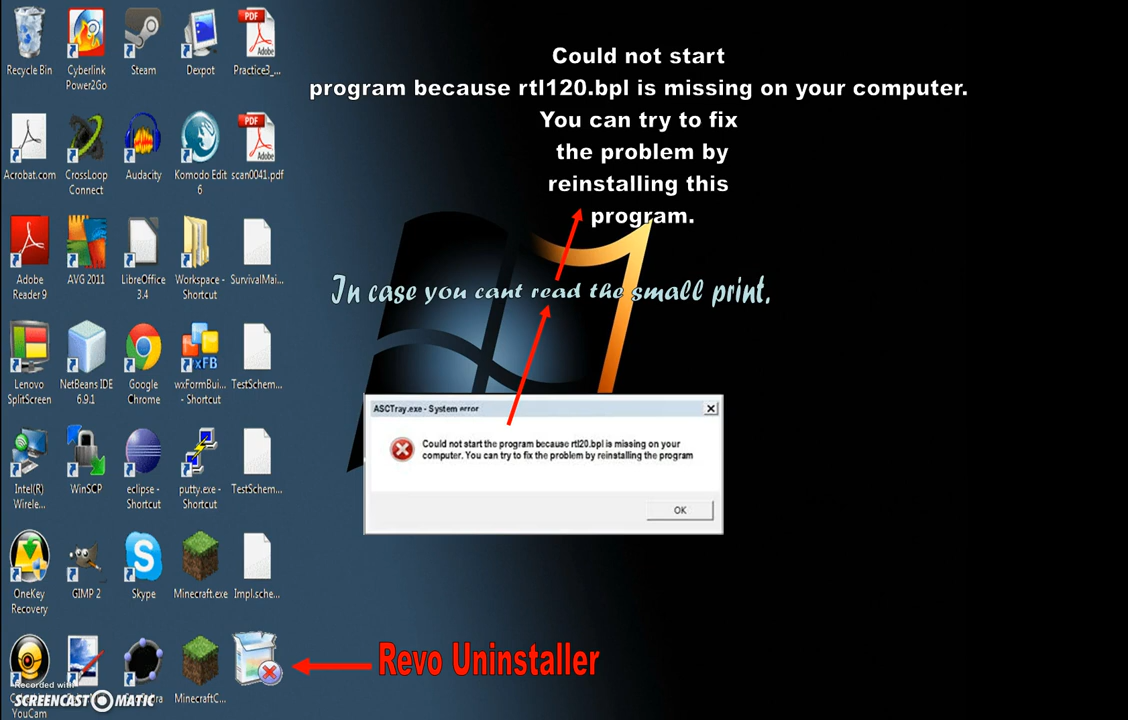 Recycle Bin
Cyberlink Power2Go
Steam
Dexpot
Practice3_...
PDF
Adobe
Could not start
program because rtl120.bpl is missing on your computer.
You can try to fix
the problem by
reinstalling this
program.
Acrobat.com
CrossLoop Connect
Audacity
Komodo Edit 6
scan0041.pdf
PDF
Adobe
Adobe Reader 9
AVG 2011
LibreOffice 3.4
Workspace - Shortcut
SurvivalMai...
In case you cant read the small print.
Lenovo SplitScreen
NetBeans IDE 6.9.1
Google Chrome
wxFormBui... - Shortcut
TestSchem...
xFB
ASCTray.exe - System error
Could not start the program because rtl20.bpl is missing on your
computer. You can try to fix the problem by reinstalling the program
OK
Intel(R) Wirele...
WinSCP
eclipse - Shortcut
putty.exe - Shortcut
TestSchem...
OneKey Recovery
GIMP 2
Skype
Minecraft.exe
Impl.sche...
Revo Uninstaller
MinecraftC...
YouCam
Recorded with
SCREENCAST MATIC